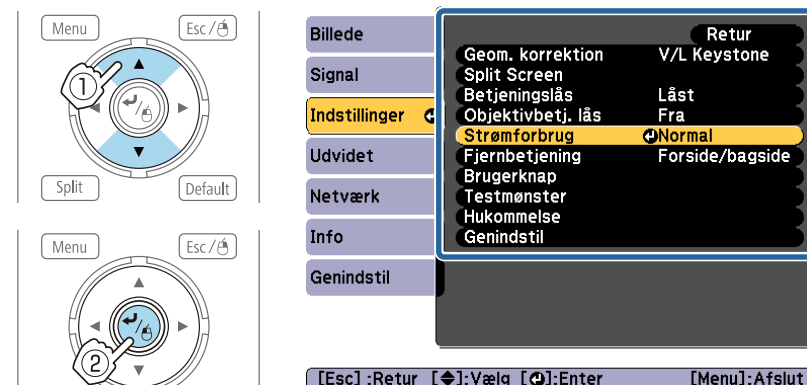 Menu
Esc/
1
Split
Default
Menu
Esc/
2
Billede
Signal
Indstillinger
Udvidet
Netværk
Info
Genindstil
Retur
Geom. korrektion V/L Keystone
Split Screen
Betjeningslås Låst
Objektivbetj. lås Fra
Strømforbrug Normal
Fjernbetjening Forside/bagside
Brugerknap
Testmønster
Hukommelse
Genindstil
[Esc] :Retur [ ]:Vælg [ ]:Enter [Menu]:Afslut